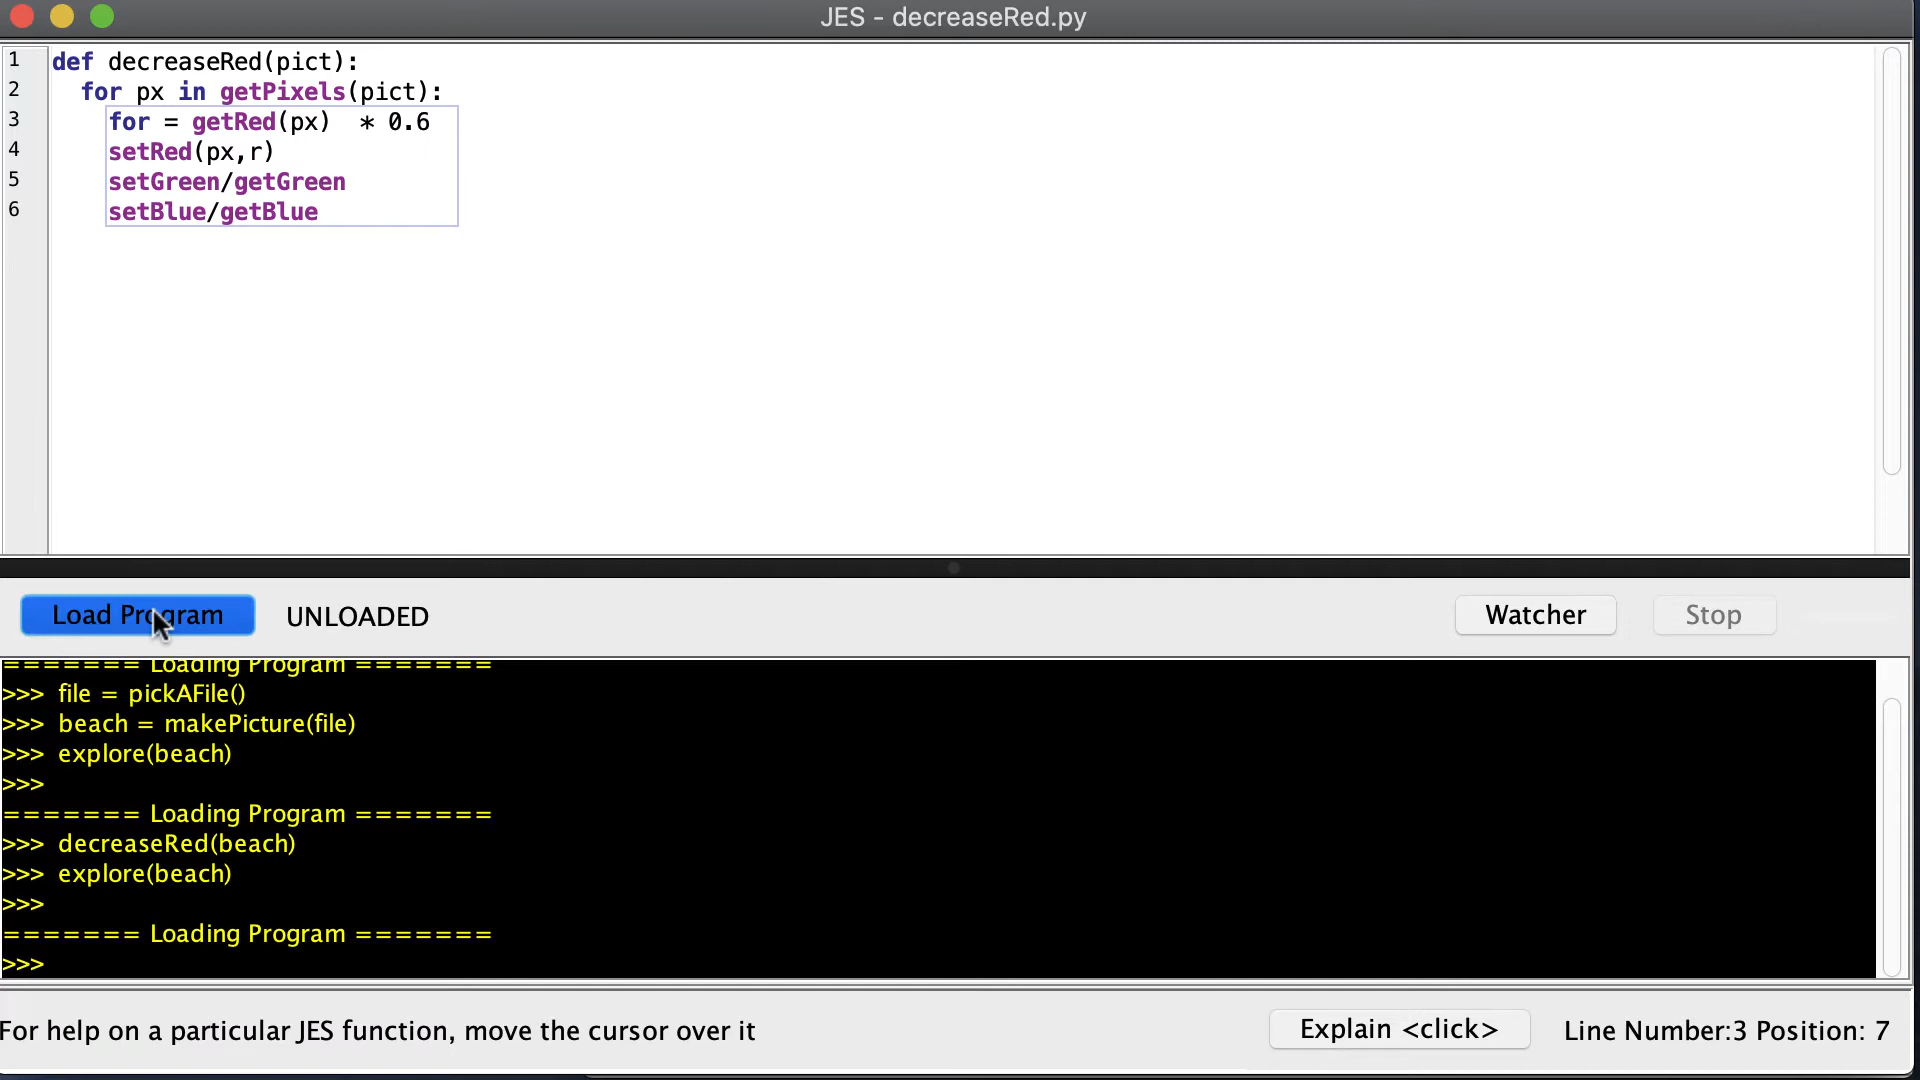 JES - decreaseRed.py
1 def decreaseRed(pict):
2 for px in getPixels(pict):
3 for = getRed(px)  * 0.6
4 setRed(px,r)
5 setGreen/getGreen
6 setBlue/getBlue
Load Program UNLOADED Watcher Stop
======= Loading Program =======
>>> file = pickAFile()
>>> beach = makePicture(file)
>>> explore(beach)
>>>
======= Loading Program =======
>>> decreaseRed(beach)
>>> explore(beach)
>>>
======= Loading Program =======
>>>
For help on a particular JES function, move the cursor over it Explain <click> Line Number:3 Position: 7